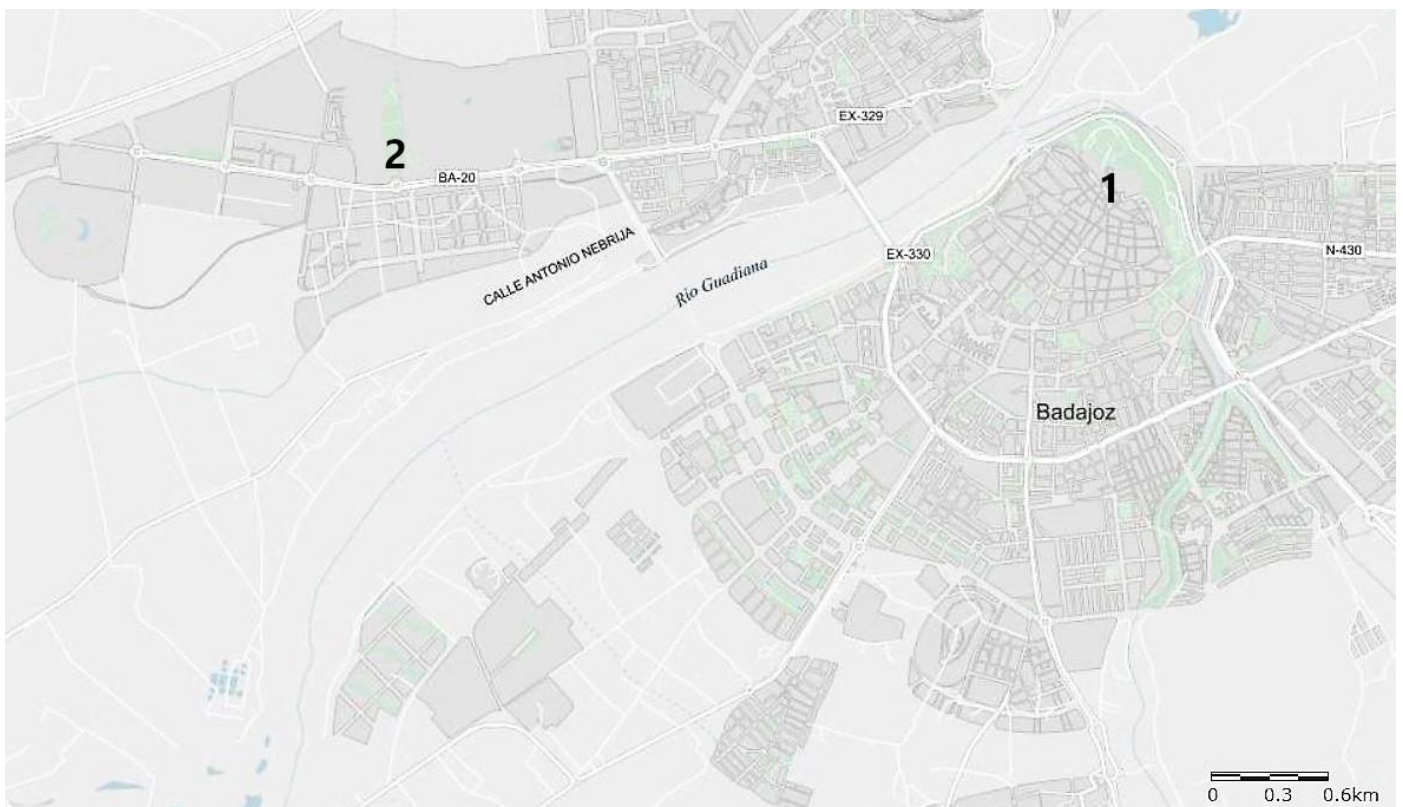 EX-329
2
BA-20
1
CALLE ANTONIO NEBRIJA
EX-330
N-430
Río Guadiana
Badajoz
0 0.3 0.6km